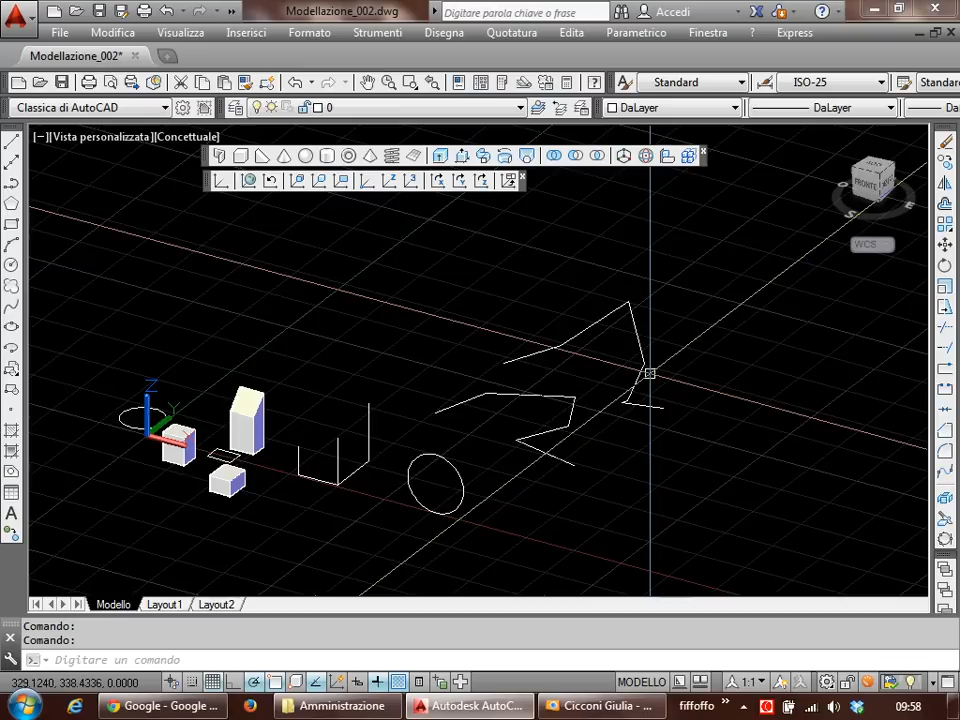 Modellazione_002.dwg
Digitare parola chiave o frase
Accedi
File Modifica Visualizza Inserisci Formato Strumenti Disegna Quotatura Edita Parametrico Finestra Express
Modellazione_002*
Standard ISO-25 Standard
Classica di AutoCAD 0 DaLayer DaLayer
[−][Vista personalizzata][Concettuale]
FRONTE
O S E
WCS
Z
Y
Modello Layout1 Layout2
Comando:
Comando:
Digitare un comando
329.1240, 338.4336, 0.0000 MODELLO 1:1
Google - Google ... Amministrazione Autodesk AutoC... Cicconi Giulia - ... fiffoffo 09:58